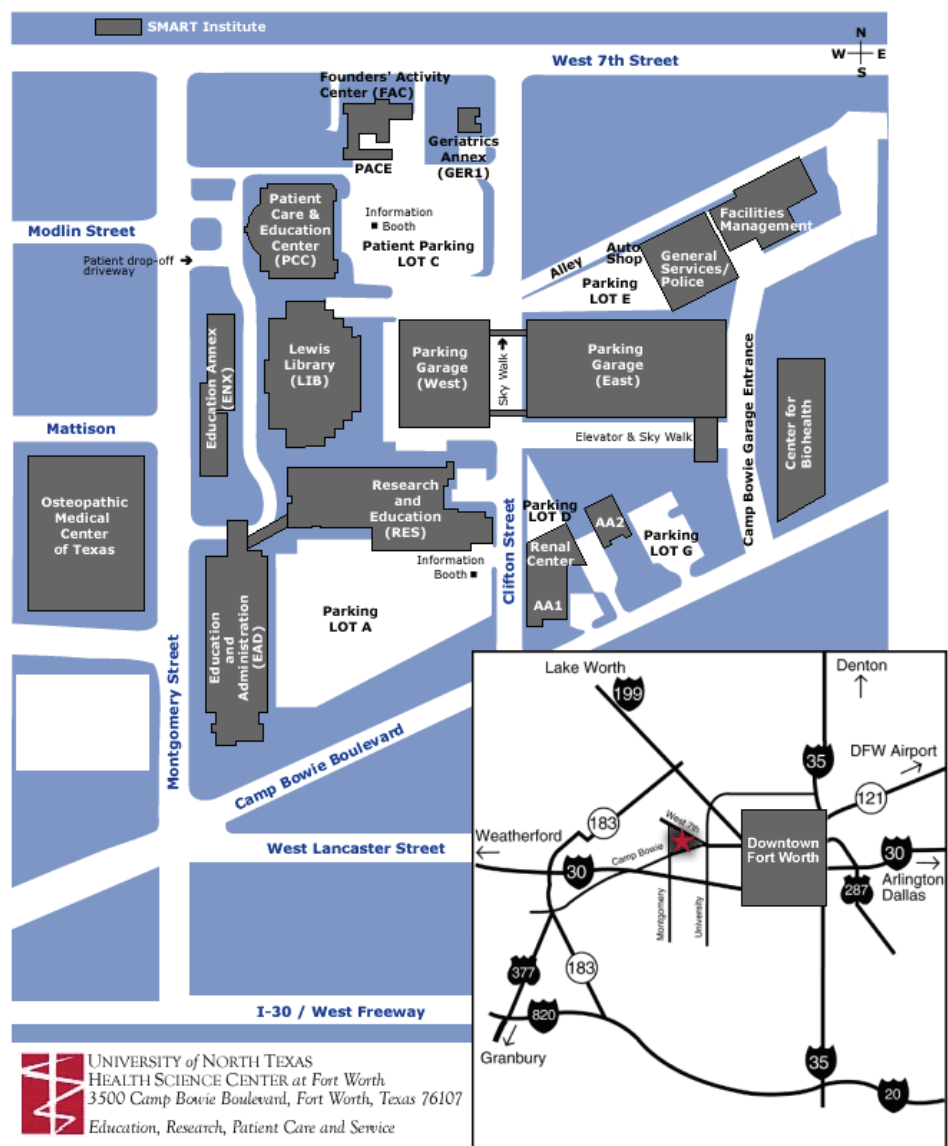 SMART Institute
N
W E
S
West 7th Street
Founders' Activity
Center (FAC)
PACE
Geriatrics
Annex
(GER1)
Patient
Care &
Education
Center
(PCC)
Information
■ Booth
Patient Parking
LOT C
Modlin Street
Patient drop-off →
driveway
Facilities
Management
Auto
Shop
General
Services/
Police
Alley
Parking
LOT E
Education Annex
(ENX)
Lewis
Library
(LIB)
Parking
Garage
(West)
Sky Walk →
Parking
Garage
(East)
Camp Bowie Garage Entrance
Center for
Biohealth
Mattison
Elevator & Sky Walk
Osteopathic
Medical
Center
of Texas
Research
and
Education
(RES)
Information
Booth ■
Clifton Street
Parking
LOT D
AA2
Parking
LOT G
Renal
Center
AA1
Education
and
Administration
(EAD)
Parking
LOT A
Montgomery Street
Camp Bowie Boulevard
West Lancaster Street
I-30 / West Freeway
Lake Worth
199
Denton
↑
35
DFW Airport
→
121
183
West 7th
Weatherford
←
Camp Bowie
30
Downtown
Fort Worth
30
→
Arlington
Dallas
287
Montgomery
University
377
183
820
Granbury
35
20
UNIVERSITY of NORTH TEXAS
HEALTH SCIENCE CENTER at Fort Worth
3500 Camp Bowie Boulevard, Fort Worth, Texas 76107
Education, Research, Patient Care and Service